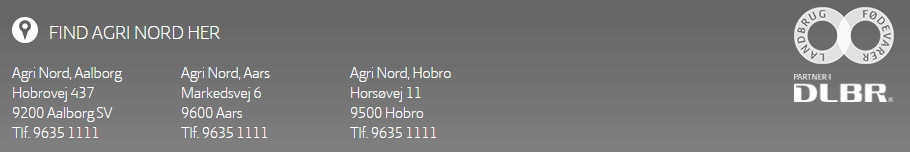 FIND AGRI NORD HER
Agri Nord, Aalborg
Hobrovej 437
9200 Aalborg SV
Tlf. 9635 1111
Agri Nord, Aars
Markedsvej 6
9600 Aars
Tlf. 9635 1111
Agri Nord, Hobro
Horsøvej 11
9500 Hobro
Tlf. 9635 1111
LANDBRUG FØDEVARER
PARTNER I
DLBR®